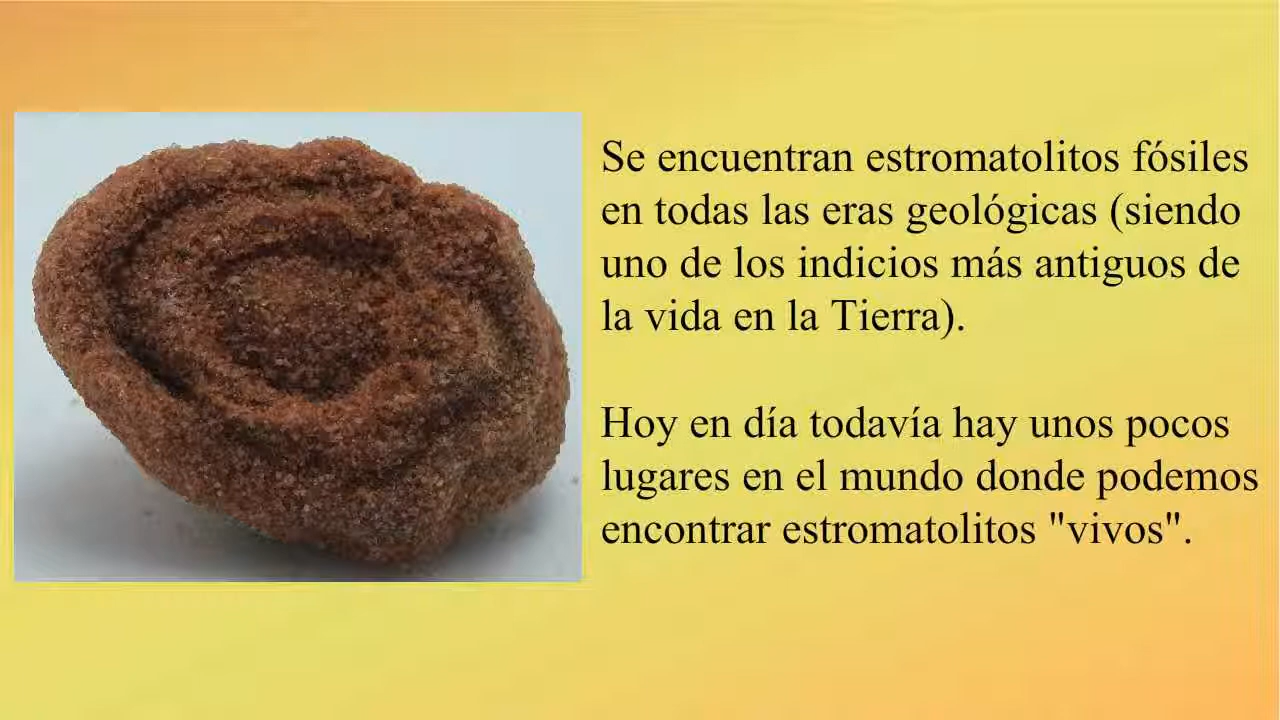 Se encuentran estromatolitos fósiles
en todas las eras geológicas (siendo
uno de los indicios más antiguos de
la vida en la Tierra).
Hoy en día todavía hay unos pocos
lugares en el mundo donde podemos
encontrar estromatolitos "vivos".